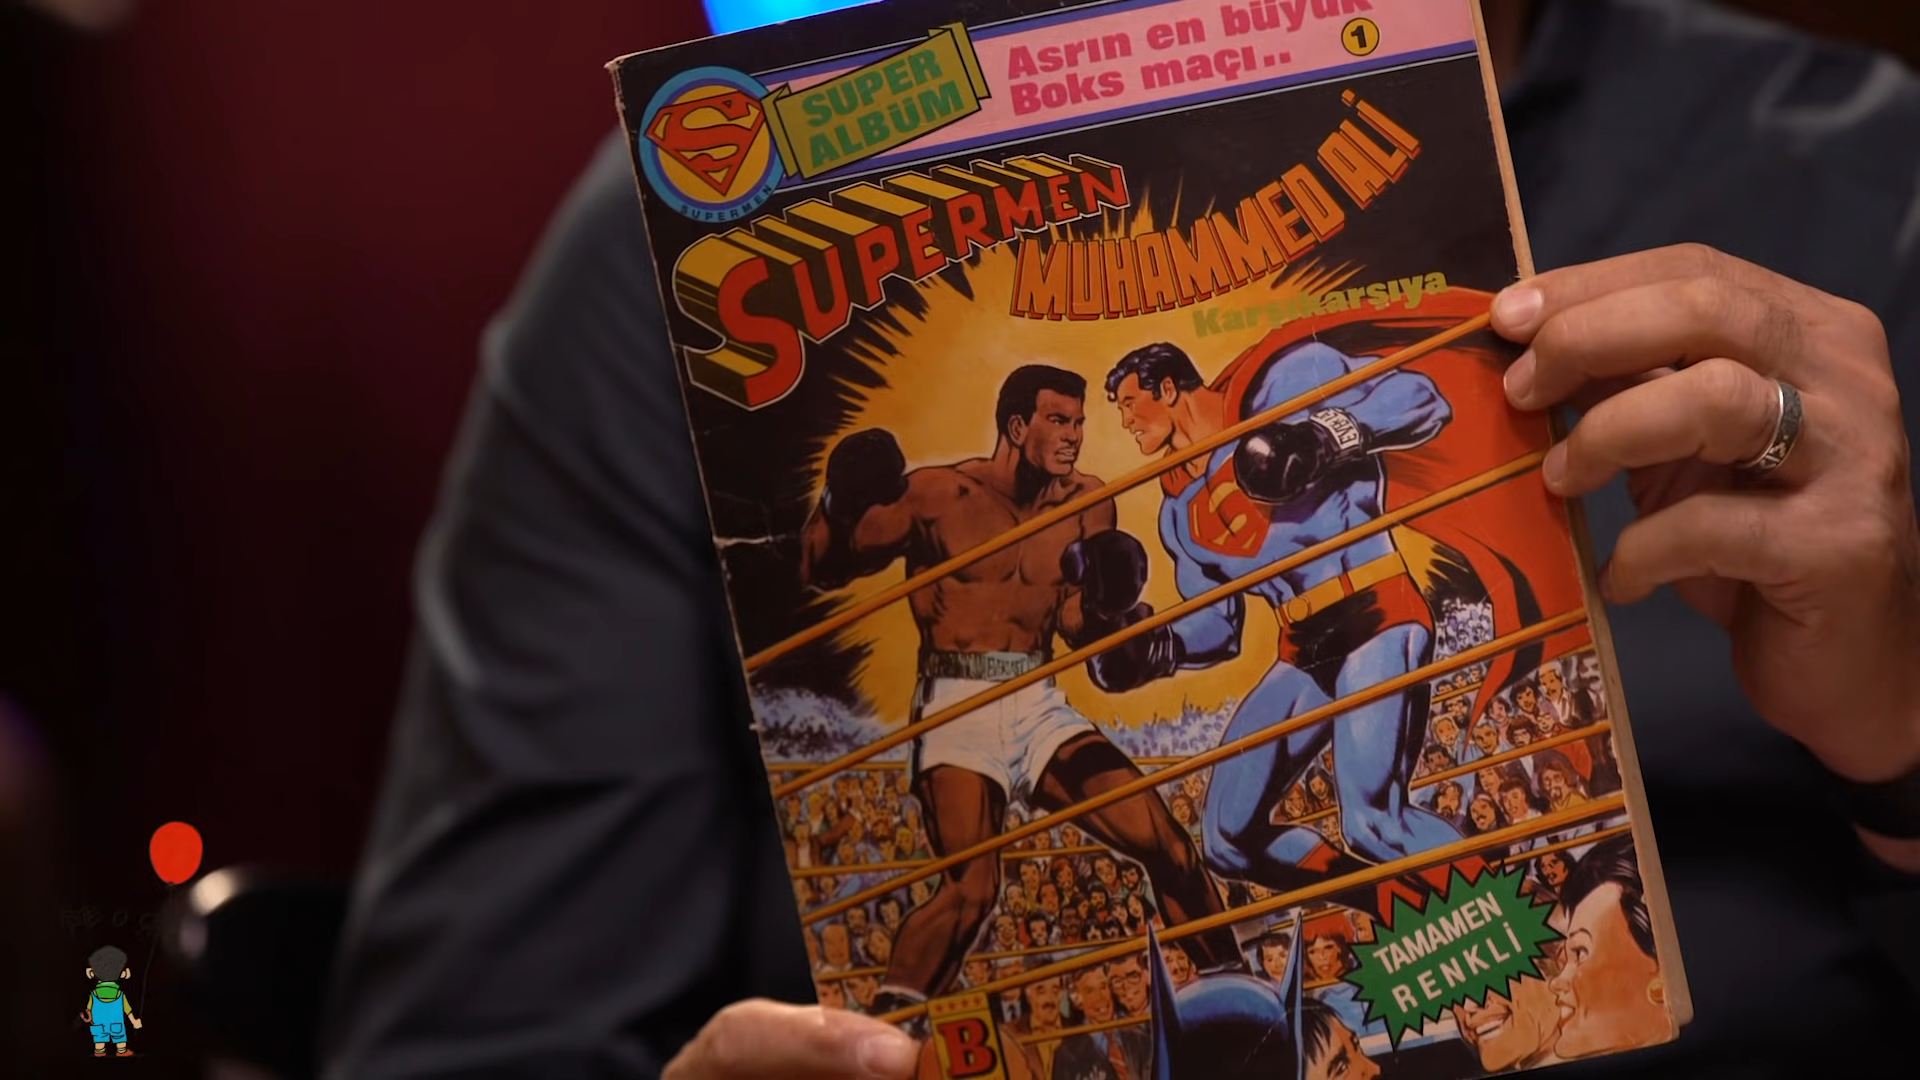 Asrın en büyük
Boks maçı..
1
SUPER
ALBÜM
SUPERMEN
SUPERMEN
MUHAMMED ALİ
Karşıkarşıya
EVERLAST
TAMAMEN
RENKLİ
B